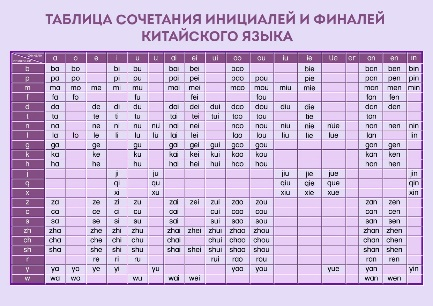 ТАБЛИЦА СОЧЕТАНИЯ ИНИЦИАЛЕЙ И ФИНАЛЕЙ
КИТАЙСКОГО ЯЗЫКА
a o e i u u ai ei ui ao ou iu ie üe er an en in
b ba bo bi bu bai bei bao bie ban ben bin
p pa po pi pu pai pei pao pou pie pan pen pin
m ma mo me mi mu mai mei mao mou miu mie man men min
f fa fo fu fei fou fan fen
d da de di du dai dei dui dao dou diu die dan den
t ta te ti tu tai tei tui tao tou tie tan
n na ne ni nu nu nai nei nao nou niu nie nue nan nen nin
l la lo le li lu lu lai lei lao lou liu lie lue lan lin
g ga ge gu gai gei gui gao gou gan gen
k ka ke ku kai kei kui kao kou kan ken
h ha he hu hai hei hui hao hou han hen
j ji ju jiu jie jue jin
q qi qu qiu qie que qin
x xi xu xiu xie xue xin
z za ze zi zu zai zei zui zao zou zan zen
c ca ce ci cu cai cui cao cou can cen
s sa se si su sai sui sao sou san sen
zh zha zhe zhi zhu zhai zhei zhui zhao zhou zhan zhen
ch cha che chi chu chai chui chao chou chan chen
sh sha she shi shu shai shei shui shao shou shan shen
r re ri ru rui rao rou ran ren
y ya yo ye yi yu yao you yue yan yin
w wa wo wu wai wei wan wen